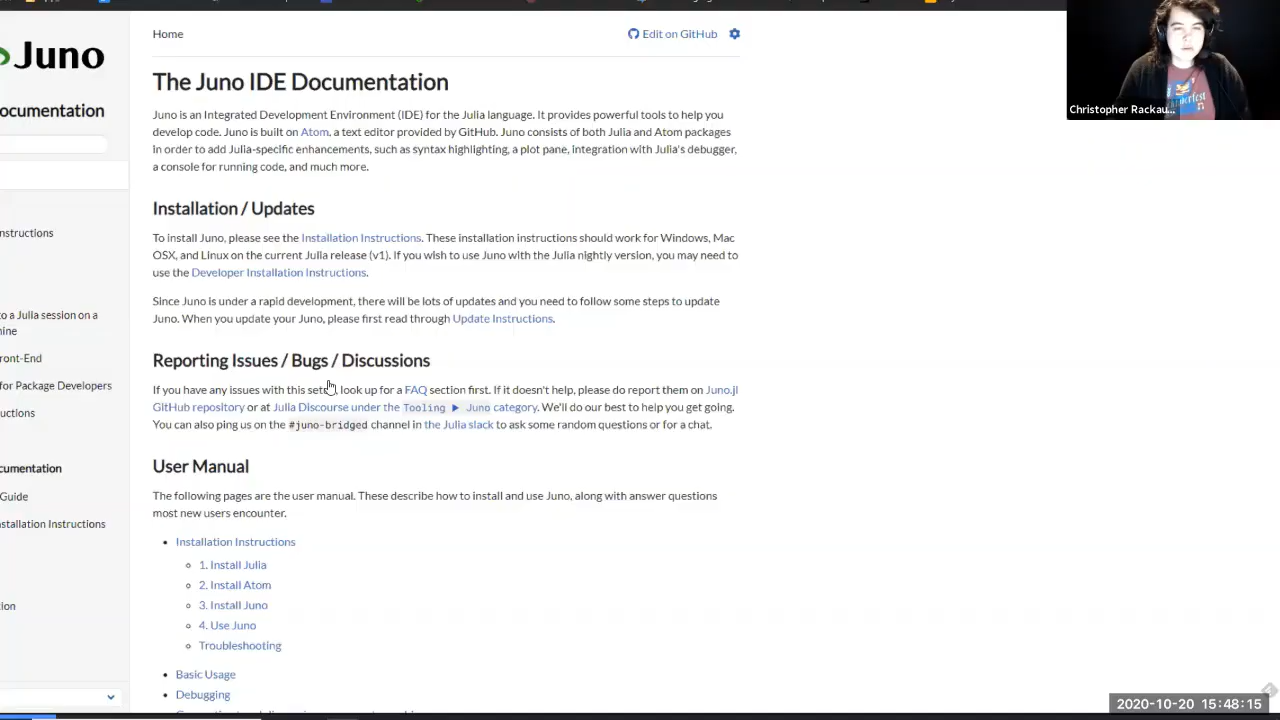 Juno
ocumentation
nstructions
to a Julia session on a
hine
ront-End
for Package Developers
uctions
cumentation
Guide
nstallation Instructions
tion
Home
Edit on GitHub
The Juno IDE Documentation
Juno is an Integrated Development Environment (IDE) for the Julia language. It provides powerful tools to help you
develop code. Juno is built on Atom, a text editor provided by GitHub. Juno consists of both Julia and Atom packages
in order to add Julia-specific enhancements, such as syntax highlighting, a plot pane, integration with Julia's debugger,
a console for running code, and much more.
Installation / Updates
To install Juno, please see the Installation Instructions. These installation instructions should work for Windows, Mac
OSX, and Linux on the current Julia release (v1). If you wish to use Juno with the Julia nightly version, you may need to
use the Developer Installation Instructions.
Since Juno is under a rapid development, there will be lots of updates and you need to follow some steps to update
Juno. When you update your Juno, please first read through Update Instructions.
Reporting Issues / Bugs / Discussions
If you have any issues with this setup, look up for a FAQ section first. If it doesn't help, please do report them on Juno.jl
GitHub repository or at Julia Discourse under the Tooling ▶ Juno category. We'll do our best to help you get going.
You can also ping us on the #juno-bridged channel in the Julia slack to ask some random questions or for a chat.
User Manual
The following pages are the user manual. These describe how to install and use Juno, along with answer questions
most new users encounter.
Installation Instructions
1. Install Julia
2. Install Atom
3. Install Juno
4. Use Juno
Troubleshooting
Basic Usage
Debugging
Christopher Rackau...
2020-10-20 15:48:15